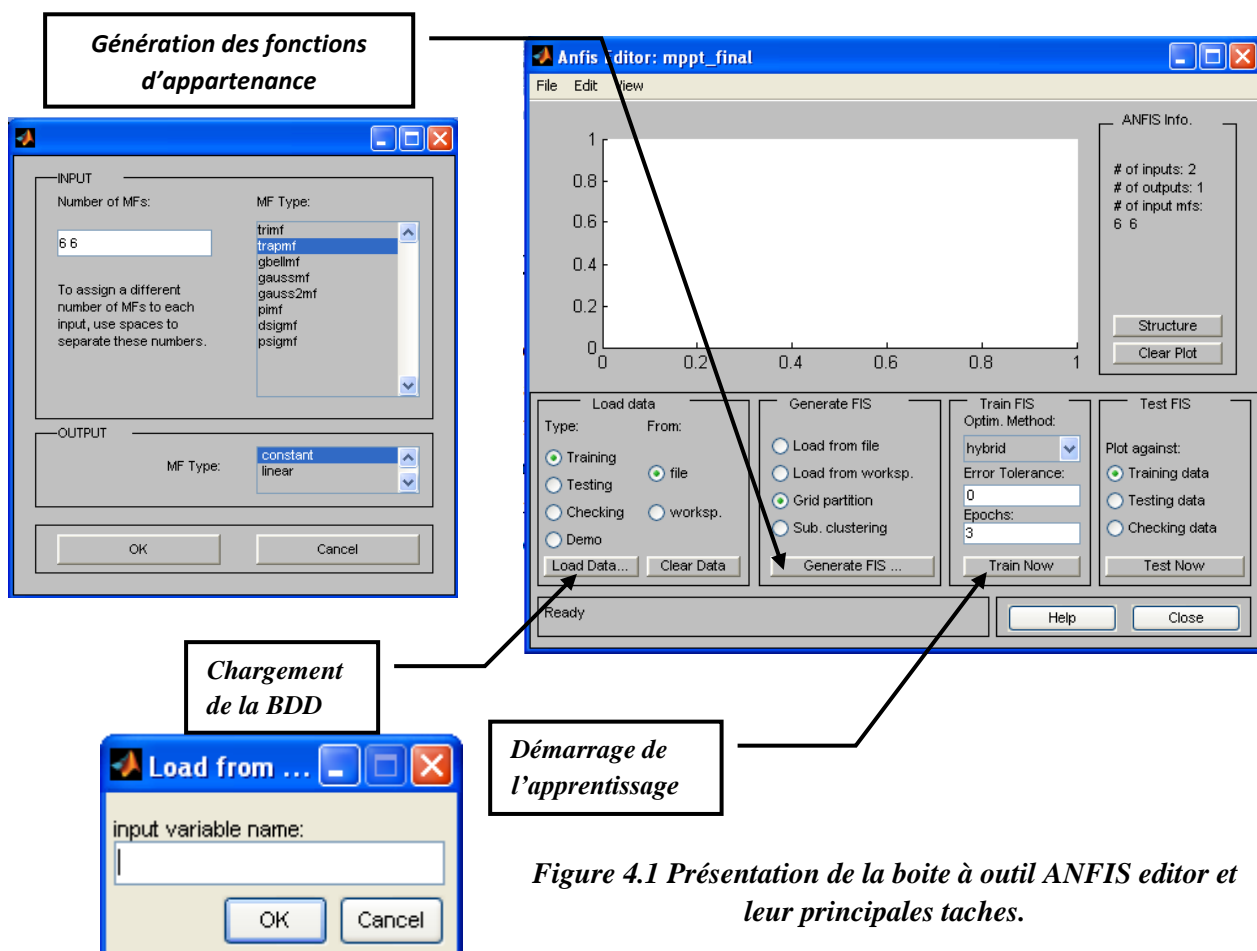 Génération des fonctions
d'appartenance
INPUT
Number of MFs:
6 6
To assign a different
number of MFs to each
input, use spaces to
separate these numbers.
MF Type:
trimf
trapmf
gbellmf
gaussmf
gauss2mf
pimf
dsigmf
psigmf
OUTPUT
MF Type:
constant
linear
OK
Cancel
Anfis Editor: mppt_final
File Edit View
1
0.8
0.6
0.4
0.2
0
0 0.2 0.4 0.6 0.8 1
ANFIS Info.
# of inputs: 2
# of outputs: 1
# of input mfs:
6 6
Structure
Clear Plot
Load data
Type:
Training
Testing
Checking
Demo
From:
file
worksp.
Load Data...
Clear Data
Generate FIS
Load from file
Load from worksp.
Grid partition
Sub. clustering
Generate FIS ...
Train FIS
Optim. Method:
hybrid
Error Tolerance:
0
Epochs:
3
Train Now
Test FIS
Plot against:
Training data
Testing data
Checking data
Test Now
Ready
Help
Close
Chargement
de la BDD
Load from ...
input variable name:
OK
Cancel
Démarrage de
l'apprentissage
Figure 4.1 Présentation de la boite à outil ANFIS editor et
leur principales taches.